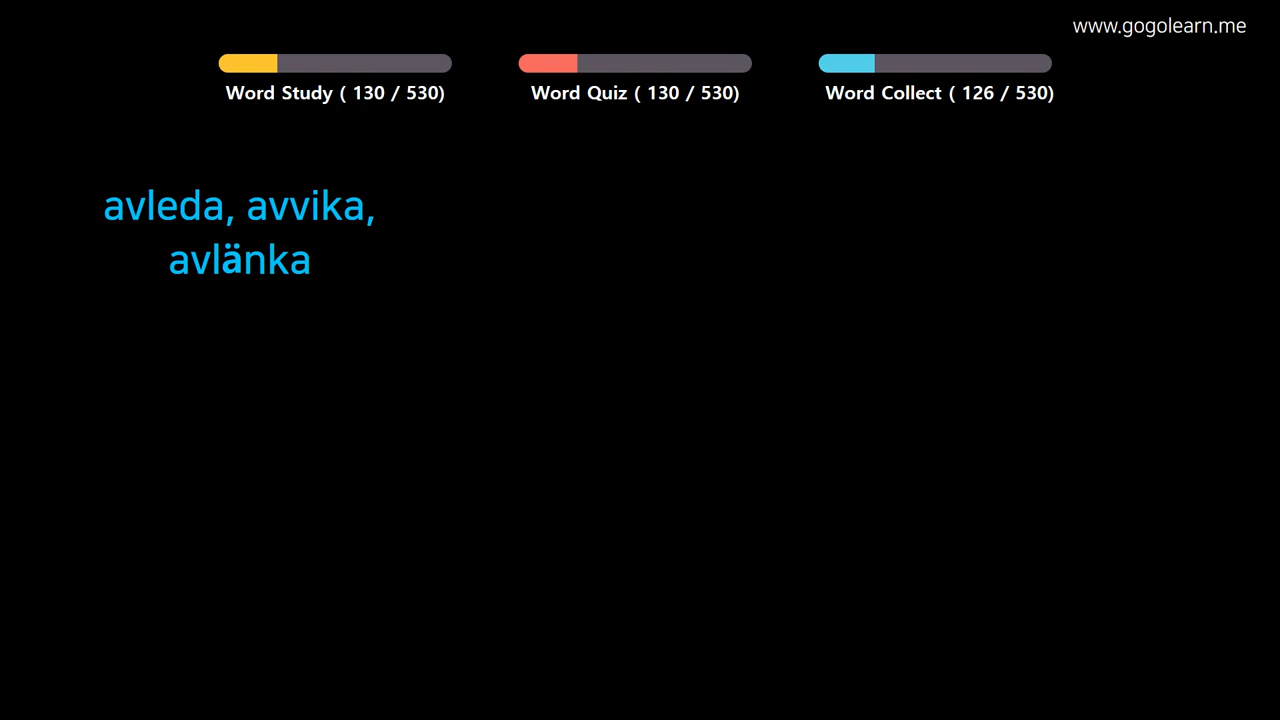 www.gogolearn.me
Word Study ( 130 / 530)
Word Quiz ( 130 / 530)
Word Collect ( 126 / 530)
avleda, avvika,
avlänka